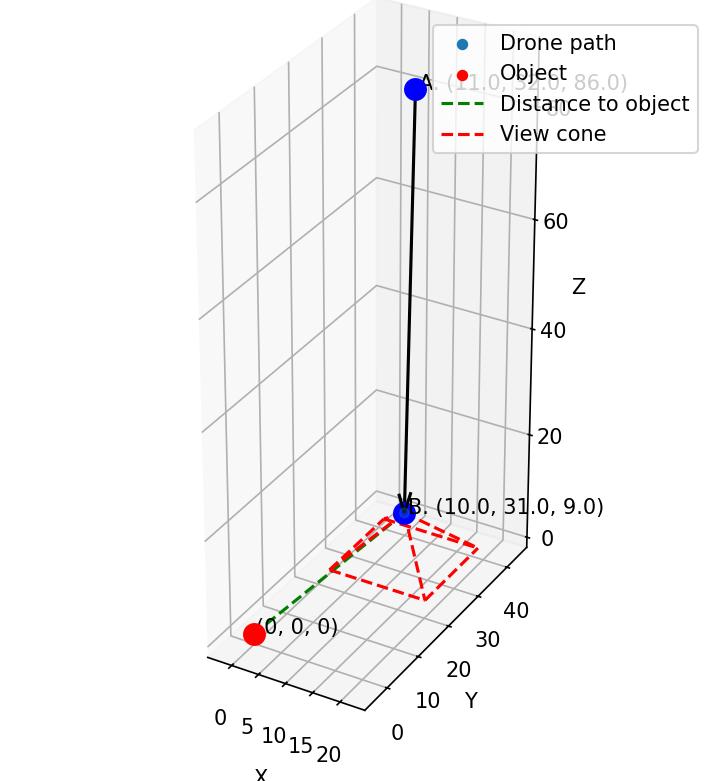 Drone path
Object
Distance to object
View cone
A. (11.0, 32.0, 86.0)
80
60
Z
40
20
B. (10.0, 31.0, 9.0)
0
(0, 0, 0)
40
30
20
10
0
Y
0
5
10
15
20
X